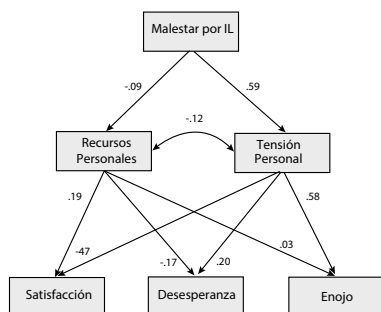 Malestar por IL
-.09
.59
-.12
Recursos
Personales
Tensión
Personal
.19
.58
-47
-.17
.20
.03
Satisfacción
Desesperanza
Enojo